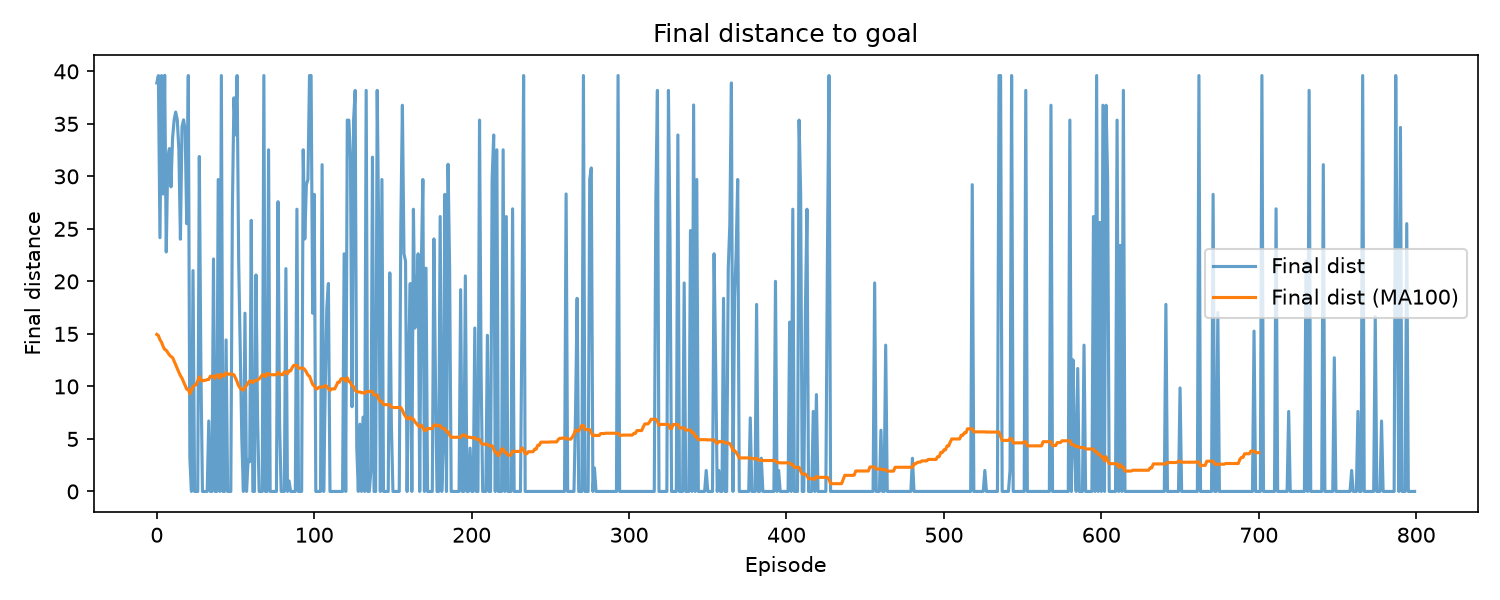 Final distance to goal
Final distance
40
35
30
25
20
15
10
5
0
Final dist
Final dist (MA100)
0 100 200 300 400 500 600 700 800
Episode